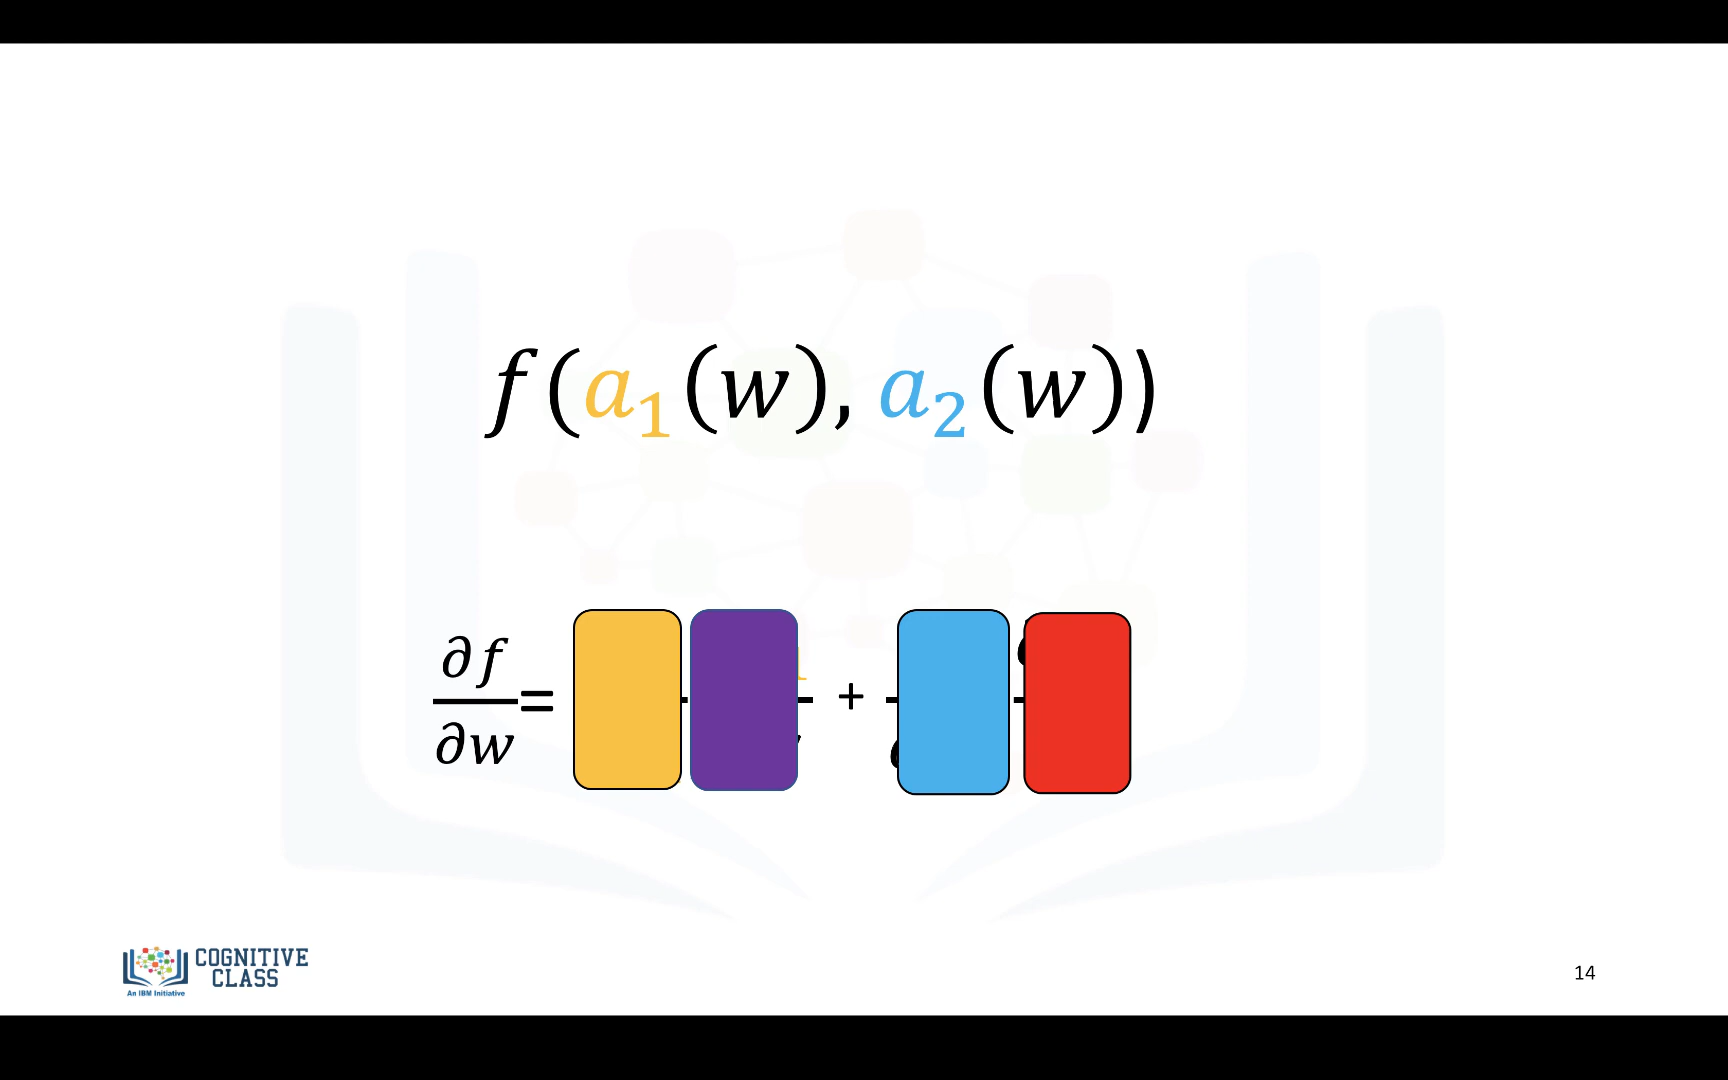 f(a₁(w), a₂(w))
∂f/∂w = +
COGNITIVE
CLASS
An IBM Initiative
14